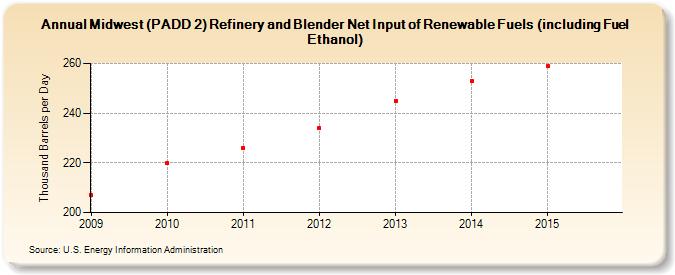 Annual Midwest (PADD 2) Refinery and Blender Net Input of Renewable Fuels (including Fuel
Ethanol)
Thousand Barrels per Day
260
240
220
200
2009 2010 2011 2012 2013 2014 2015
Source: U.S. Energy Information Administration